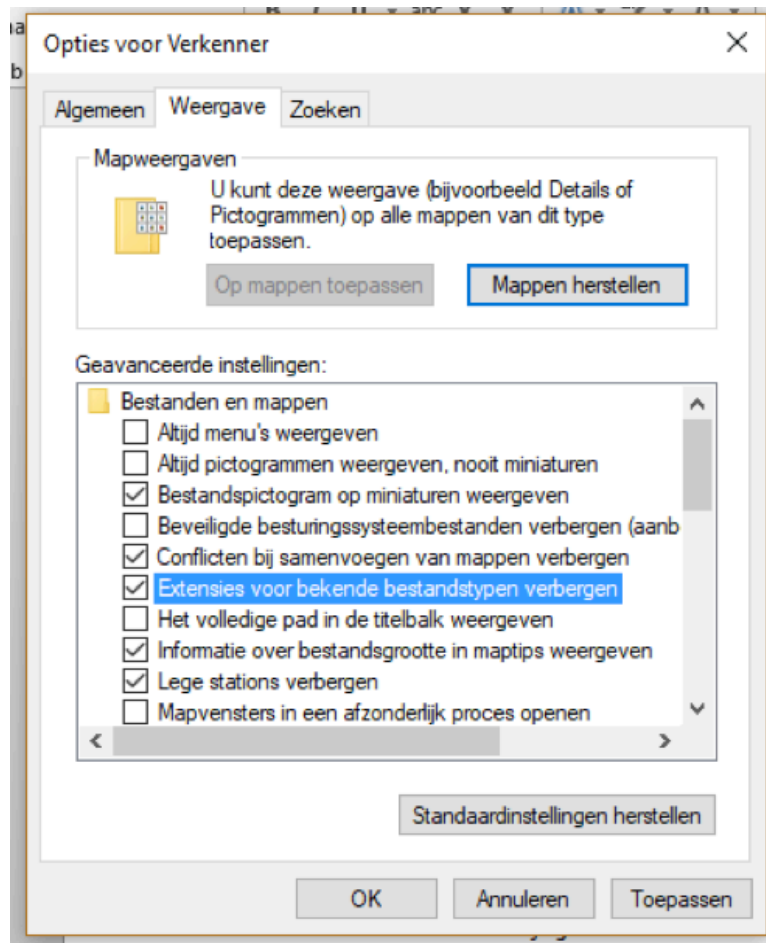 Opties voor Verkenner
Algemeen
Weergave
Zoeken
Mapweergaven
U kunt deze weergave (bijvoorbeeld Details of
Pictogrammen) op alle mappen van dit type
toepassen.
Op mappen toepassen
Mappen herstellen
Geavanceerde instellingen:
Bestanden en mappen
Altijd menu's weergeven
Altijd pictogrammen weergeven, nooit miniaturen
Bestandspictogram op miniaturen weergeven
Beveiligde besturingssysteembestanden verbergen (aanb
Conflicten bij samenvoegen van mappen verbergen
Extensies voor bekende bestandstypen verbergen
Het volledige pad in de titelbalk weergeven
Informatie over bestandsgrootte in maptips weergeven
Lege stations verbergen
Mapvensters in een afzonderlijk proces openen
Standaardinstellingen herstellen
OK
Annuleren
Toepassen